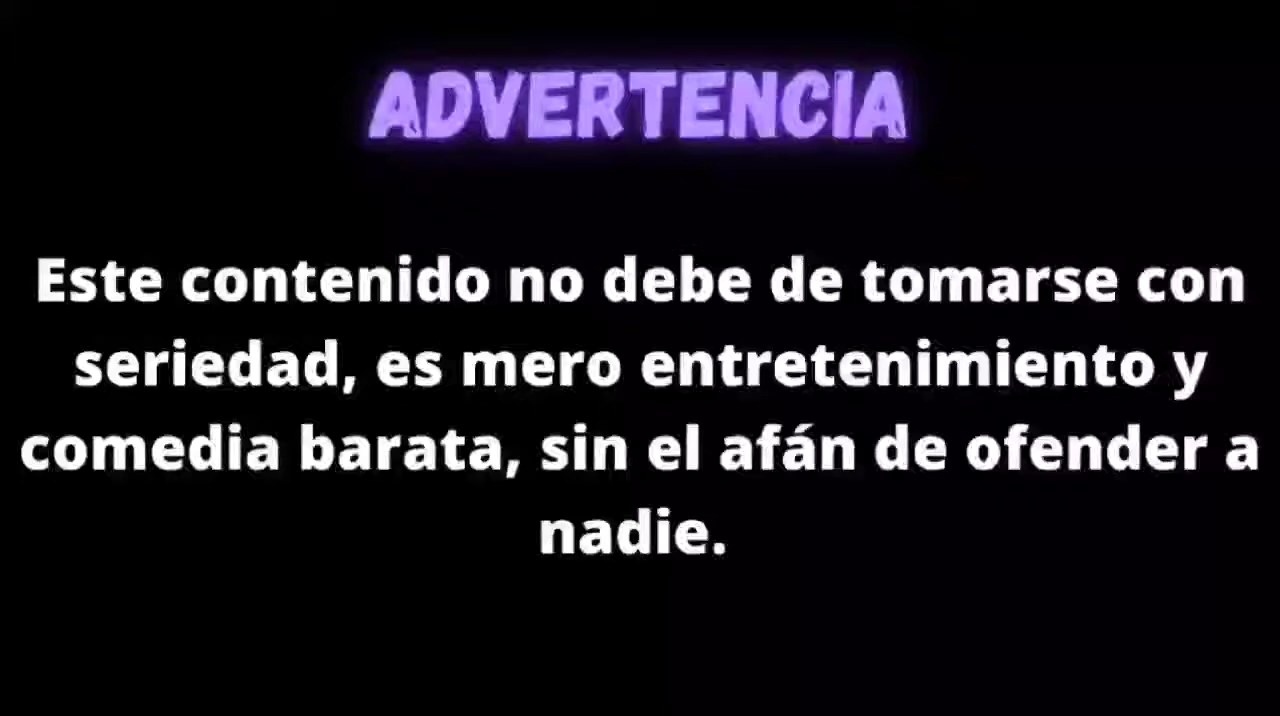 ADVERTENCIA
Este contenido no debe de tomarse con
seriedad, es mero entretenimiento y
comedia barata, sin el afán de ofender a
nadie.